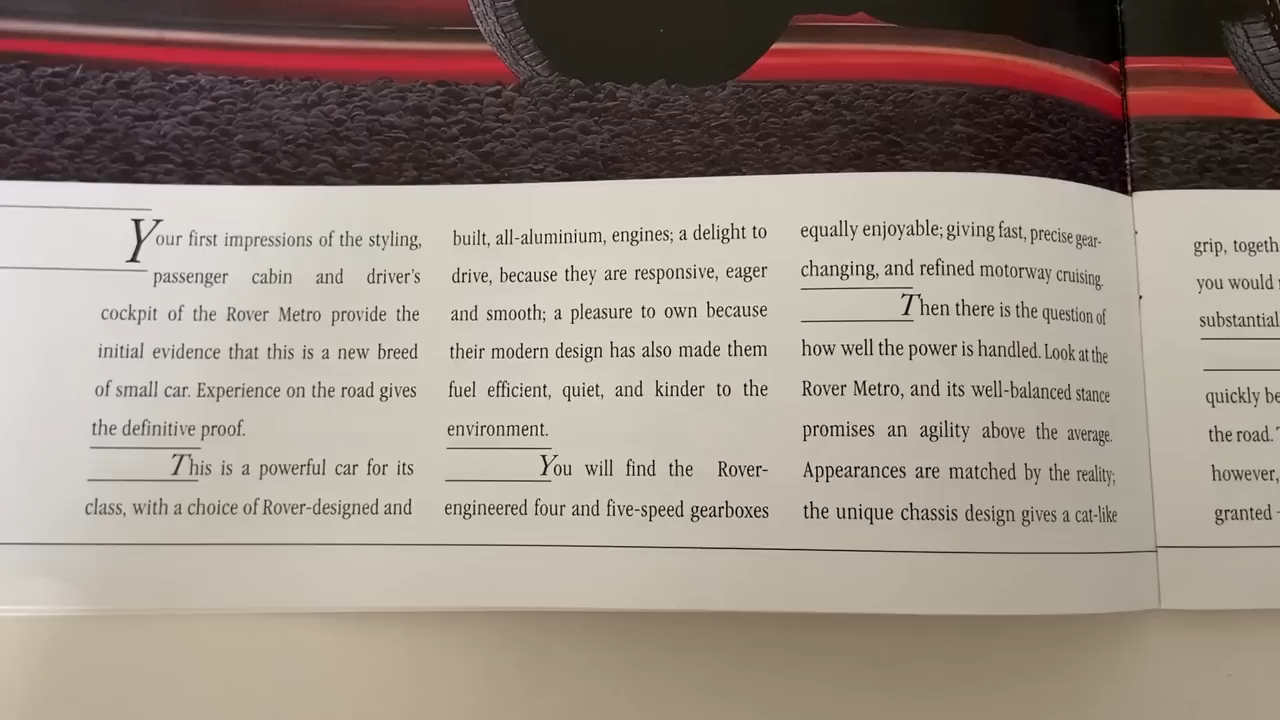 Your first impressions of the styling,
passenger cabin and driver's
cockpit of the Rover Metro provide the
initial evidence that this is a new breed
of small car. Experience on the road gives
the definitive proof.
This is a powerful car for its
class, with a choice of Rover-designed and
built, all-aluminium, engines; a delight to
drive, because they are responsive, eager
and smooth; a pleasure to own because
their modern design has also made them
fuel efficient, quiet, and kinder to the
environment.
You will find the Rover-
engineered four and five-speed gearboxes
equally enjoyable; giving fast, precise gear-
changing, and refined motorway cruising.
Then there is the question of
how well the power is handled. Look at the
Rover Metro, and its well-balanced stance
promises an agility above the average.
Appearances are matched by the reality;
the unique chassis design gives a cat-like
grip, togeth
you would
substantial
quickly be
the road.
however,
granted -